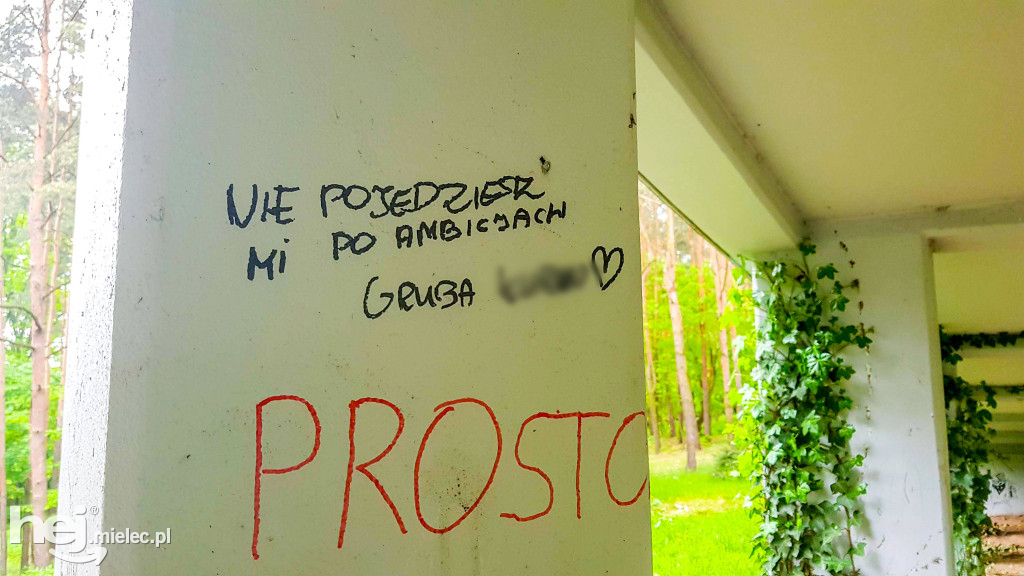 NIE POJEDZIESZ
MI PO AMBICJACH
GRUBA ♡
PROSTO
hej.mielec.pl